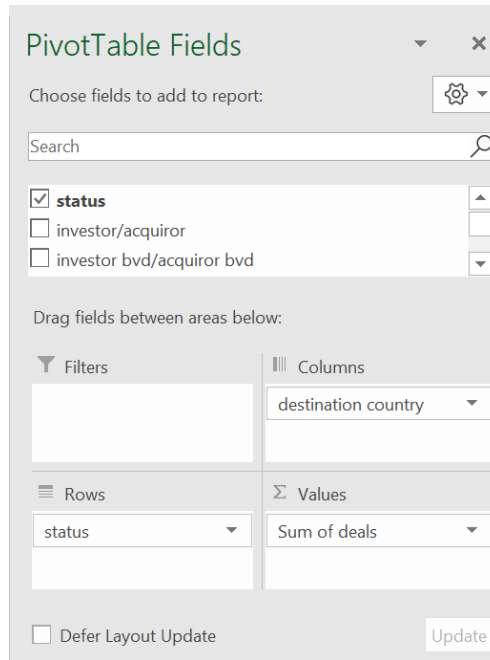 PivotTable Fields
Choose fields to add to report:
Search
status
investor/acquiror
investor bvd/acquiror bvd
Drag fields between areas below:
Filters
Columns
destination country
Rows
Σ Values
status
Sum of deals
Defer Layout Update
Update